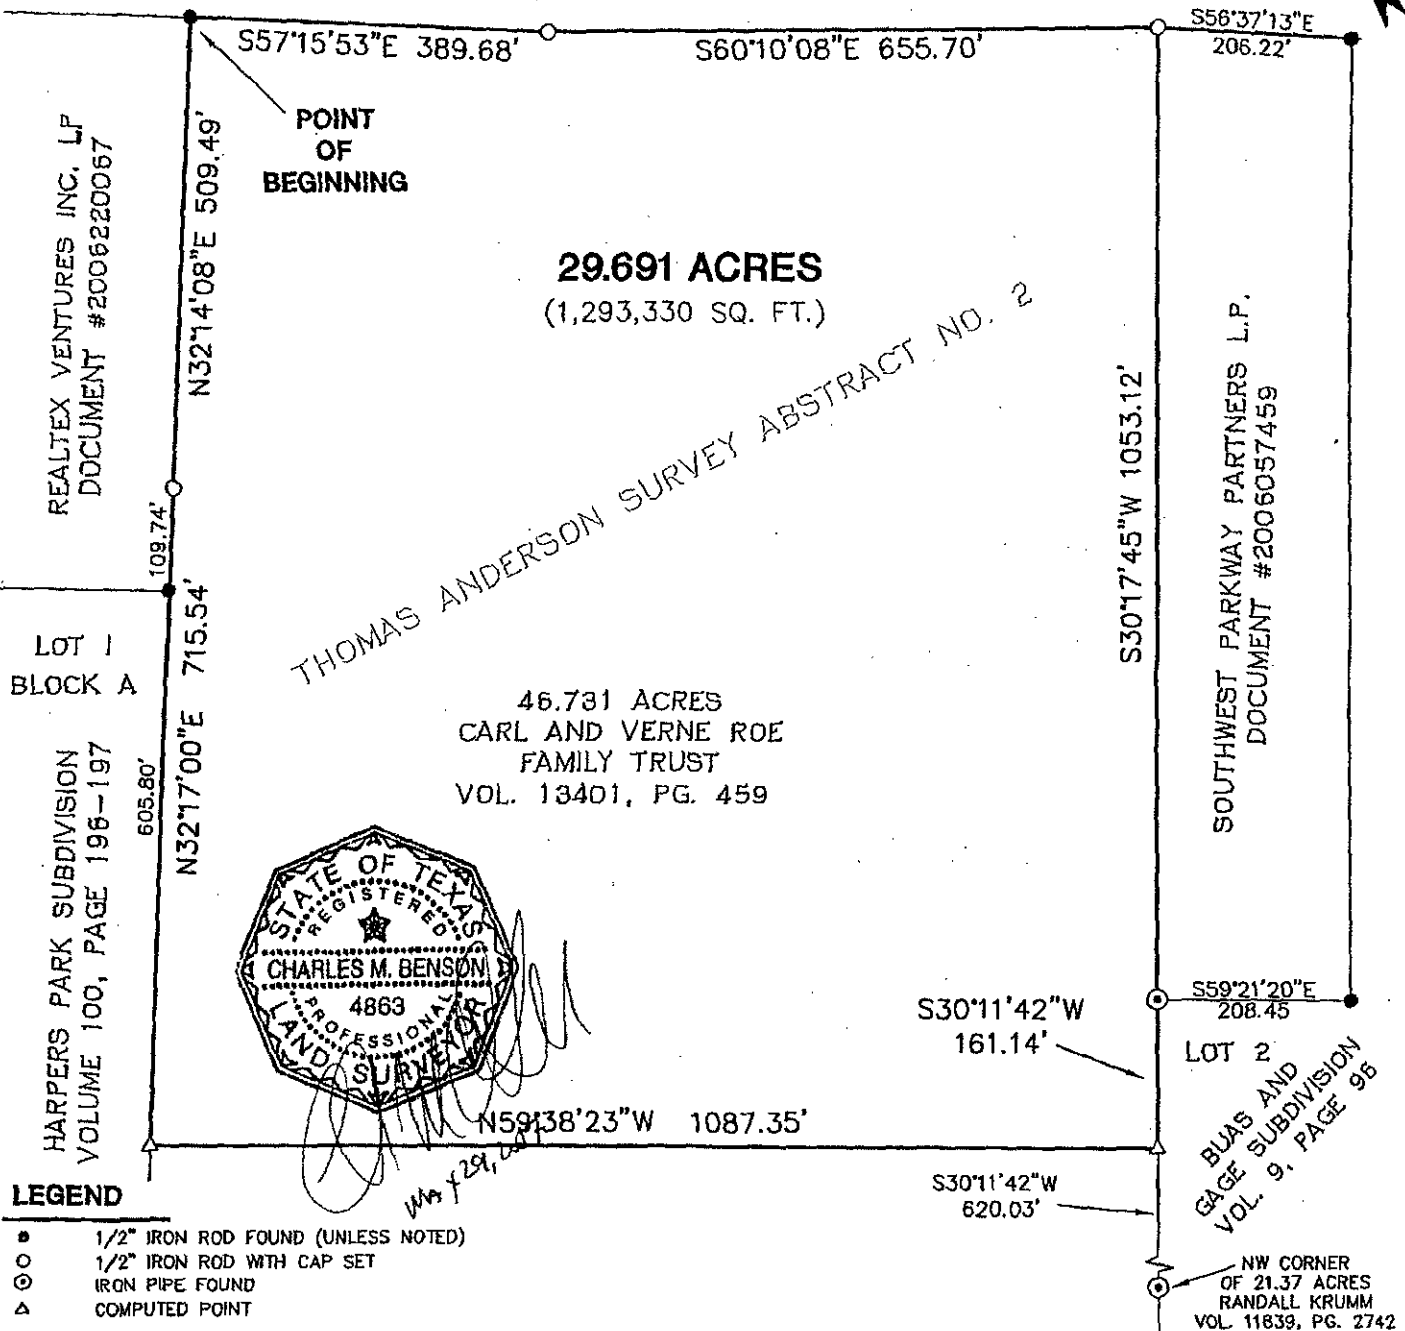 S57°15'53"E 389.68'
S60°10'08"E 655.70'
S56°37'13"E
206.22'
POINT
OF
BEGINNING
REALTEX VENTURES INC. LP
DOCUMENT #2006220067
N32°14'08"E 509.49'
29.691 ACRES
(1,293,330 SQ. FT.)
THOMAS ANDERSON SURVEY ABSTRACT NO. 2
S30°17'45"W 1053.12'
SOUTHWEST PARKWAY PARTNERS L.P.
DOCUMENT #2006057459
109.74'
LOT 1
BLOCK A
N32°17'00"E 715.54'
605.80'
HARPERS PARK SUBDIVISION
VOLUME 100, PAGE 196-197
46.731 ACRES
CARL AND VERNE ROE
FAMILY TRUST
VOL. 13401, PG. 459
STATE OF TEXAS
REGISTERED
CHARLES M. BENSON
4863
PROFESSIONAL
LAND SURVEYOR
S30°11'42"W
161.14'
S59°21'20"E
208.45
LOT 2
BUAS AND
GAGE SUBDIVISION
VOL. 9, PAGE 96
N59°38'23"W 1087.35'
S30°11'42"W
620.03'
NW CORNER
OF 21.37 ACRES
RANDALL KRUMM
VOL. 11839, PG. 2742
LEGEND
1/2" IRON ROD FOUND (UNLESS NOTED)
1/2" IRON ROD WITH CAP SET
IRON PIPE FOUND
COMPUTED POINT